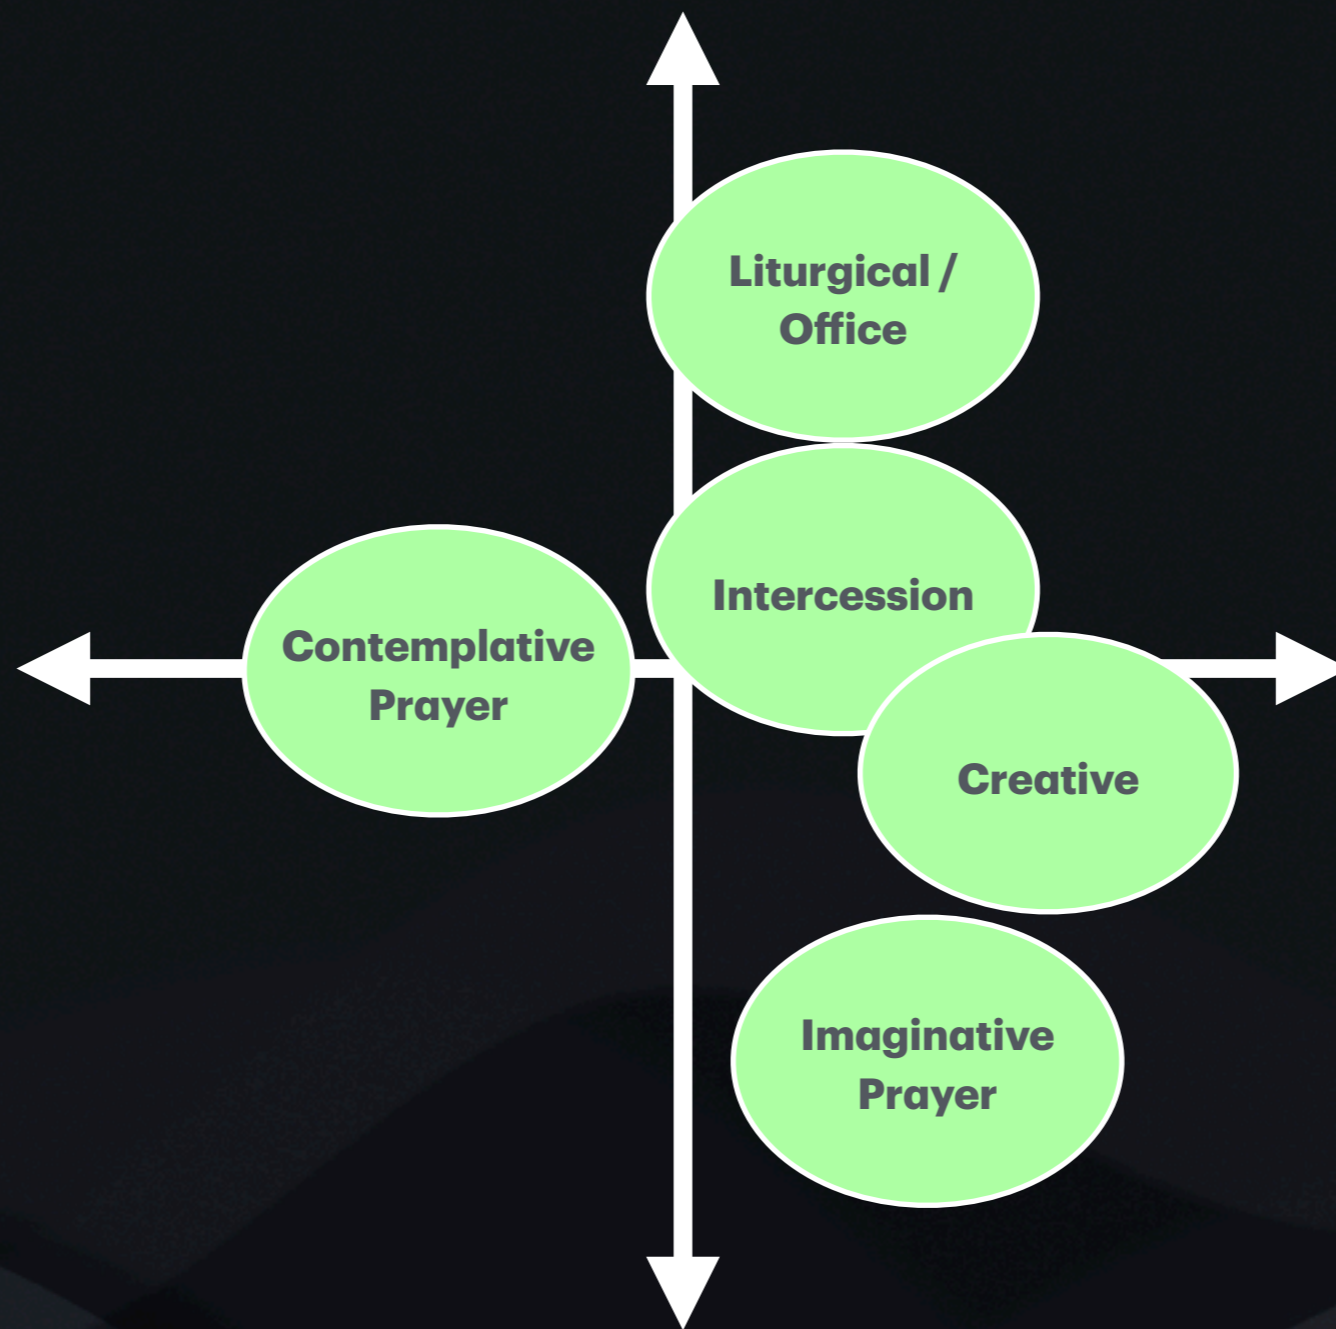 Liturgical /
Office
Intercession
Contemplative
Prayer
Creative
Imaginative
Prayer